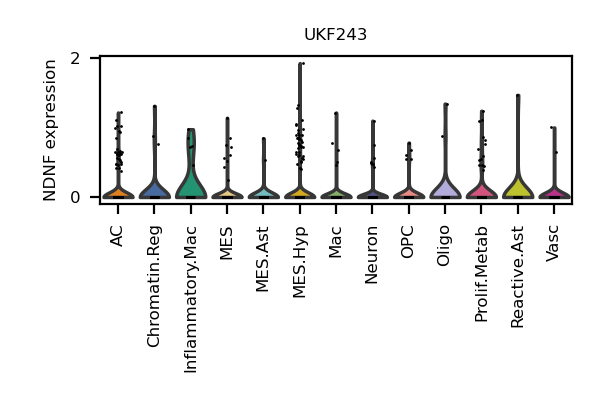 UKF243
NDNF expression
2
0
AC
Chromatin.Reg
Inflammatory.Mac
MES
MES.Ast
MES.Hyp
Mac
Neuron
OPC
Oligo
Prolif.Metab
Reactive.Ast
Vasc